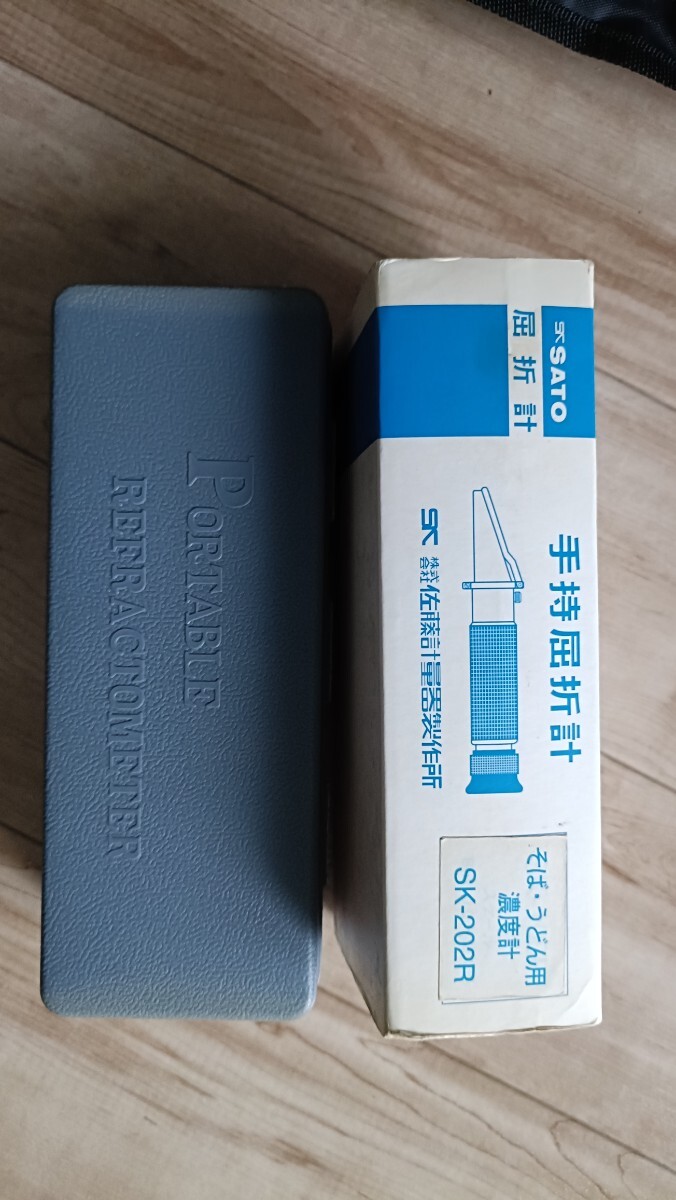 PORTABLE
REFRACTOMETER
SK SATO
屈折計
手持屈折計
SK 株式会社 佐藤計量器製作所
そば・うどん用
濃度計
SK-202R